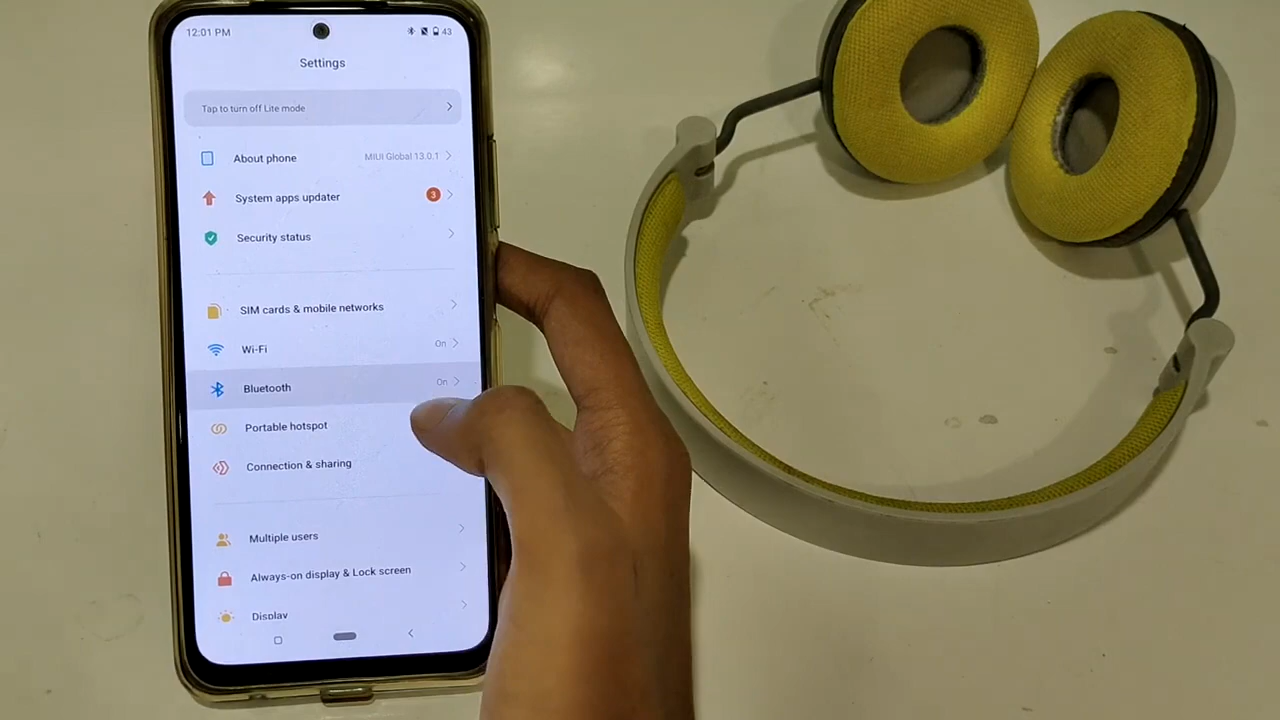 12:01 PM 43
Settings
Tap to turn off Lite mode
About phone MIUI Global 13.0.1
System apps updater 3
Security status
SIM cards & mobile networks
Wi-Fi On
Bluetooth On
Portable hotspot
Connection & sharing
Multiple users
Always-on display & Lock screen
Display